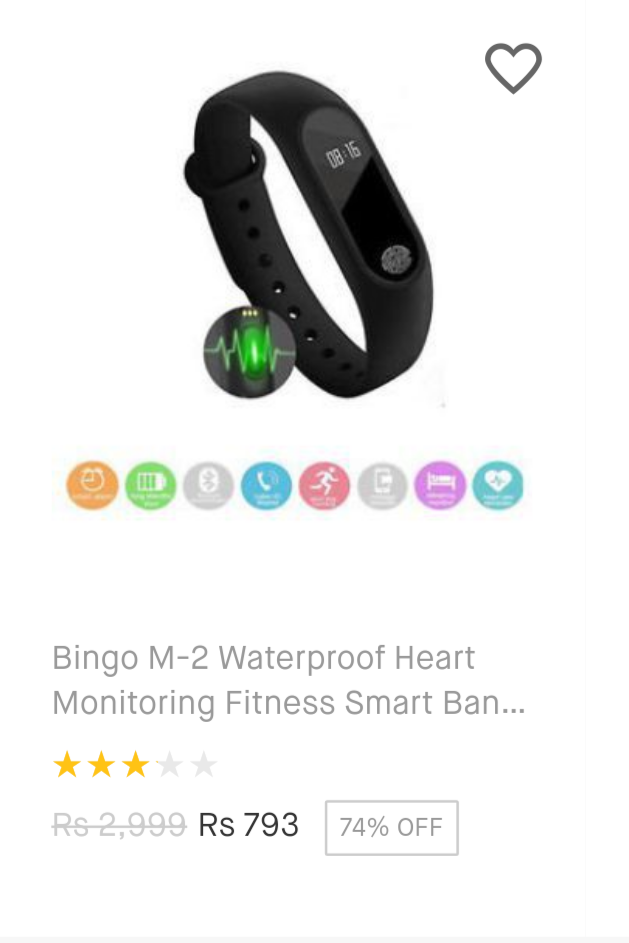 08:16
Bingo M-2 Waterproof Heart
Monitoring Fitness Smart Ban...
Rs 2,999 Rs 793 74% OFF